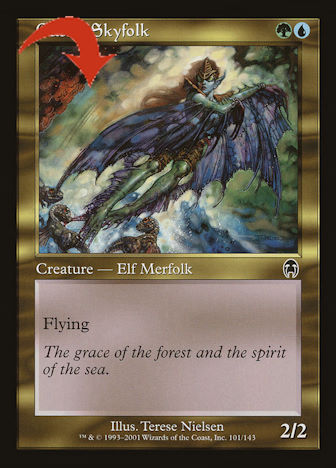 Skyfolk
Creature — Elf Merfolk
Flying
The grace of the forest and the spirit
of the sea.
Illus. Terese Nielsen
2/2
™ & © 1993–2001 Wizards of the Coast, Inc. 101/143